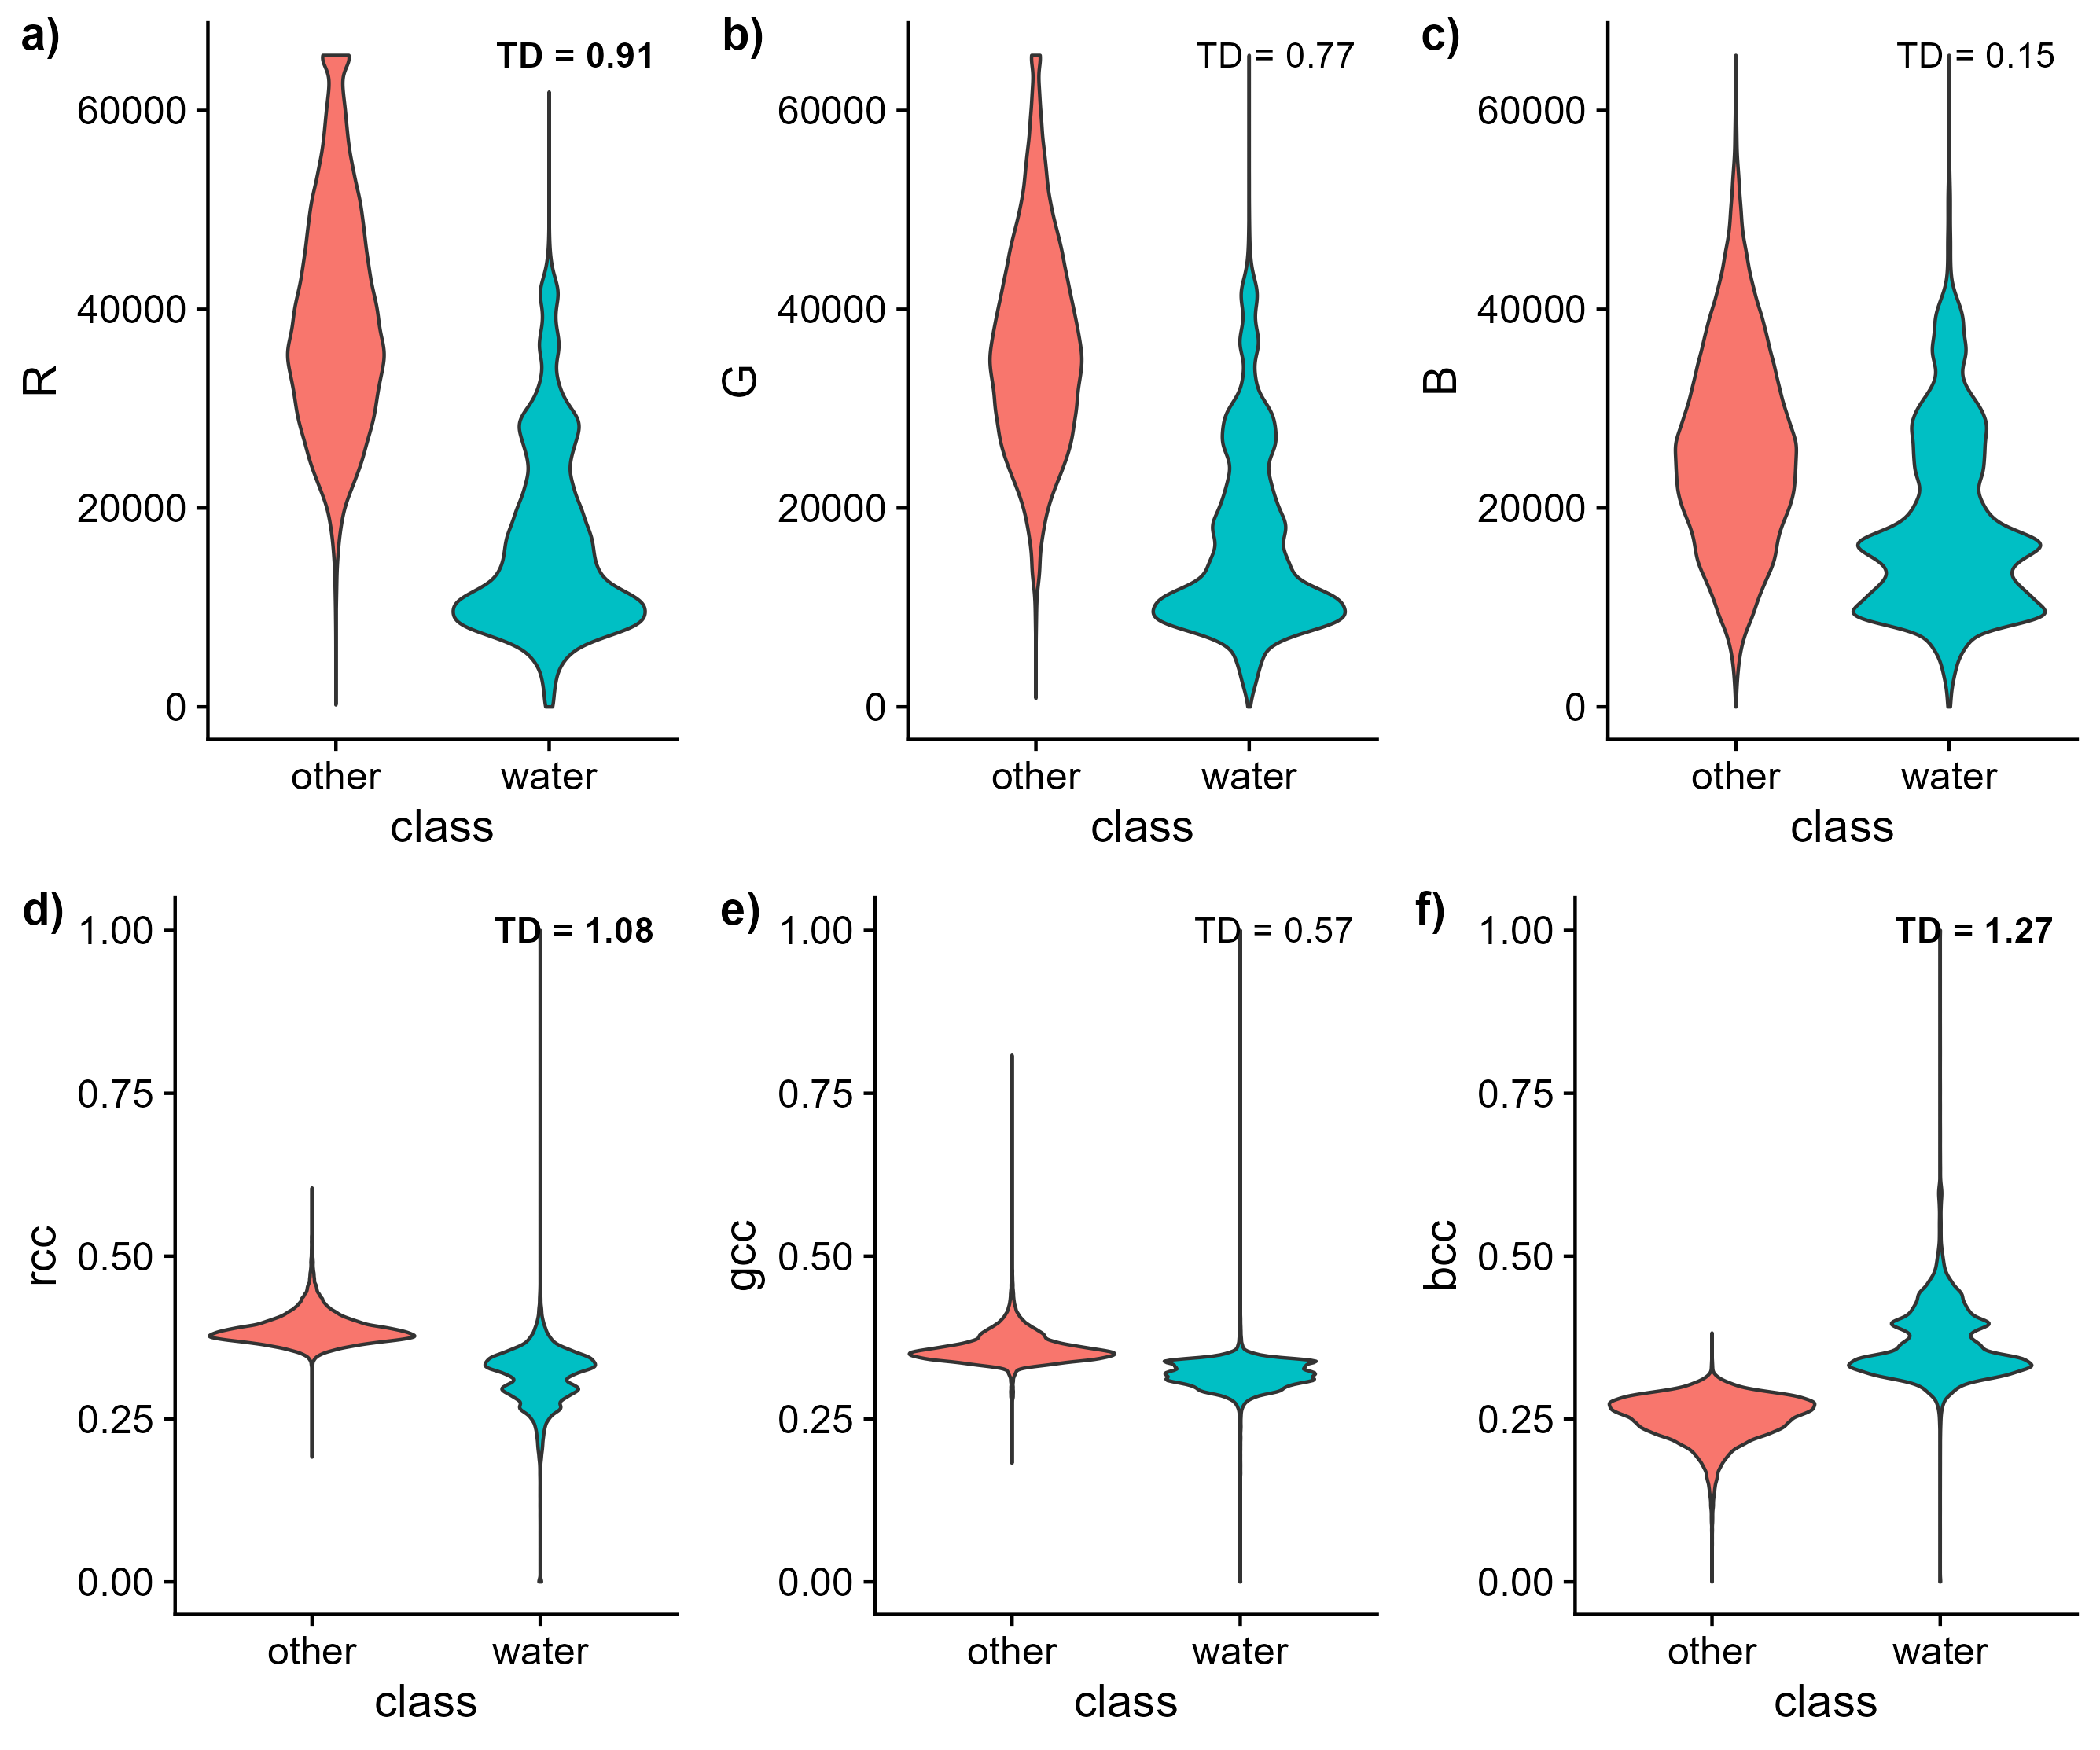 a)
TD = 0.91
60000
40000
20000
0
R
other
water
class
b)
TD = 0.77
60000
40000
20000
0
G
other
water
class
c)
TD = 0.15
60000
40000
20000
0
B
other
water
class
d)
TD = 1.08
1.00
0.75
0.50
0.25
0.00
rcc
other
water
class
e)
TD = 0.57
1.00
0.75
0.50
0.25
0.00
gcc
other
water
class
f)
TD = 1.27
1.00
0.75
0.50
0.25
0.00
bcc
other
water
class